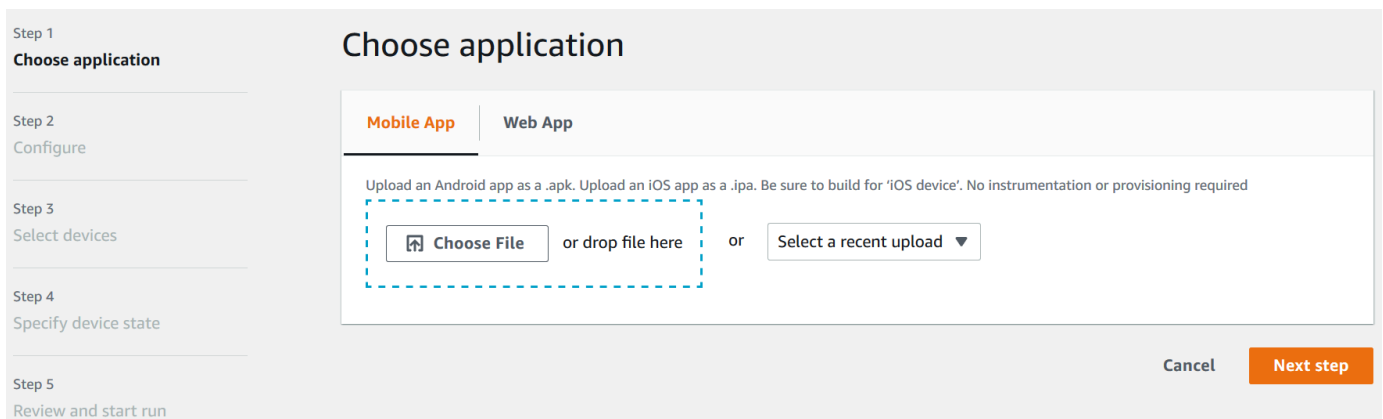 Step 1
Choose application
Step 2
Configure
Step 3
Select devices
Step 4
Specify device state
Step 5
Review and start run
Choose application
Mobile App
Web App
Upload an Android app as a .apk. Upload an iOS app as a .ipa. Be sure to build for ‘iOS device’. No instrumentation or provisioning required
Choose File or drop file here or Select a recent upload
Cancel Next step